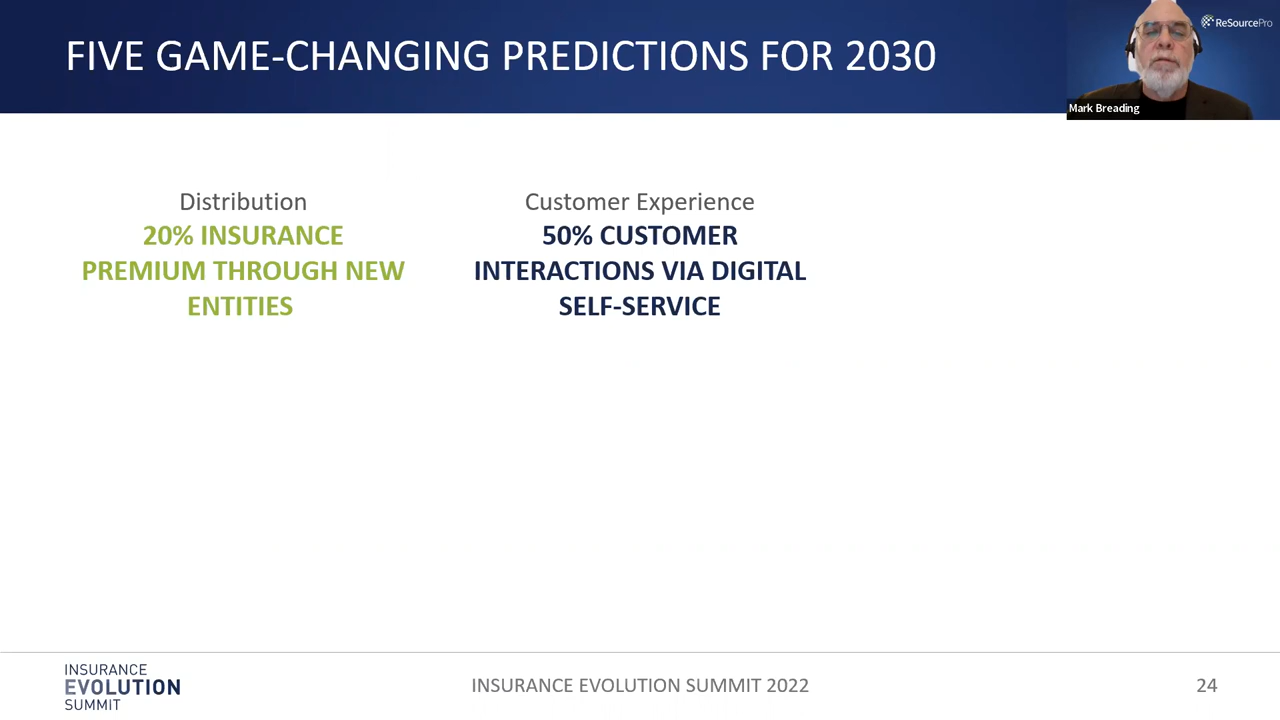 FIVE GAME-CHANGING PREDICTIONS FOR 2030
ReSourcePro
Mark Breading
Distribution
20% INSURANCE
PREMIUM THROUGH NEW
ENTITIES
Customer Experience
50% CUSTOMER
INTERACTIONS VIA DIGITAL
SELF-SERVICE
INSURANCE
EVOLUTION
SUMMIT
INSURANCE EVOLUTION SUMMIT 2022
24